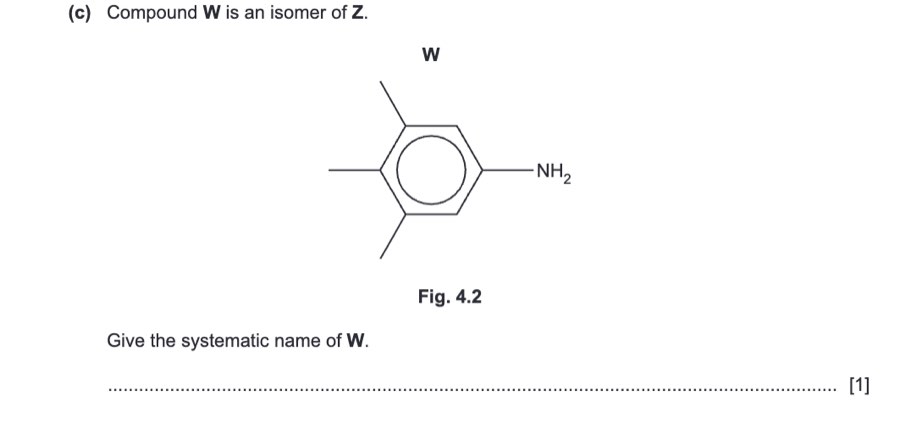 (c) Compound W is an isomer of Z.
W
NH2
Fig. 4.2
Give the systematic name of W.
.......................................................................................................................................... [1]